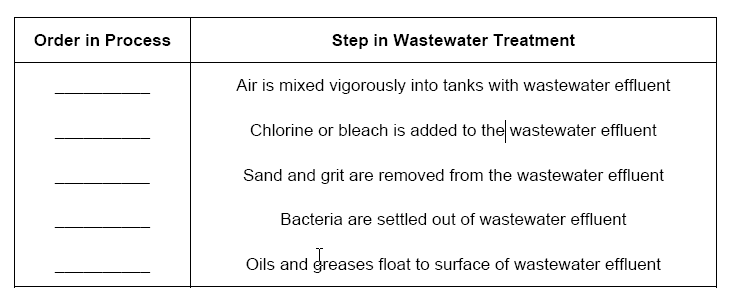 Order in Process Step in Wastewater Treatment
__________ Air is mixed vigorously into tanks with wastewater effluent
__________ Chlorine or bleach is added to the wastewater effluent
__________ Sand and grit are removed from the wastewater effluent
__________ Bacteria are settled out of wastewater effluent
__________ Oils and greases float to surface of wastewater effluent